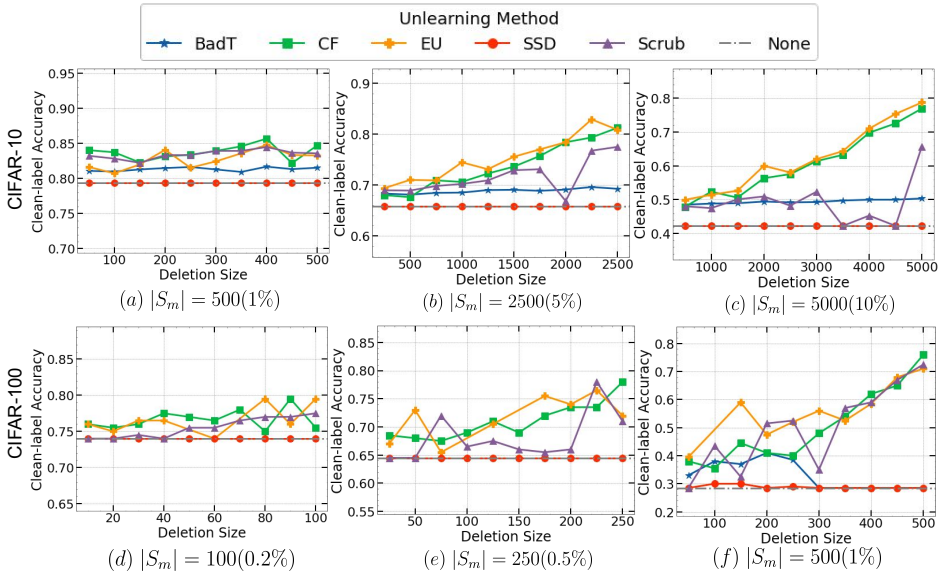 Unlearning Method
BadT CF EU SSD Scrub None
CIFAR-10
Clean-label Accuracy
0.95
0.90
0.85
0.80
0.75
0.70
100 200 300 400 500
Deletion Size
(a) |S_m| = 500(1%)
Clean-label Accuracy
0.9
0.8
0.7
0.6
500 1000 1250 1500 2000 2500
Deletion Size
(b) |S_m| = 2500(5%)
Clean-label Accuracy
0.8
0.7
0.6
0.5
0.4
1000 2000 3000 4000 5000
Deletion Size
(c) |S_m| = 5000(10%)
CIFAR-100
Clean-label Accuracy
0.85
0.80
0.75
0.70
0.65
20 40 60 80 100
Deletion Size
(d) |S_m| = 100(0.2%)
Clean-label Accuracy
0.85
0.80
0.75
0.70
0.65
0.60
0.55
50 100 150 200 250
Deletion Size
(e) |S_m| = 250(0.5%)
Clean-label Accuracy
0.8
0.7
0.6
0.5
0.4
0.3
0.2
100 200 300 400 500
Deletion Size
(f) |S_m| = 500(1%)